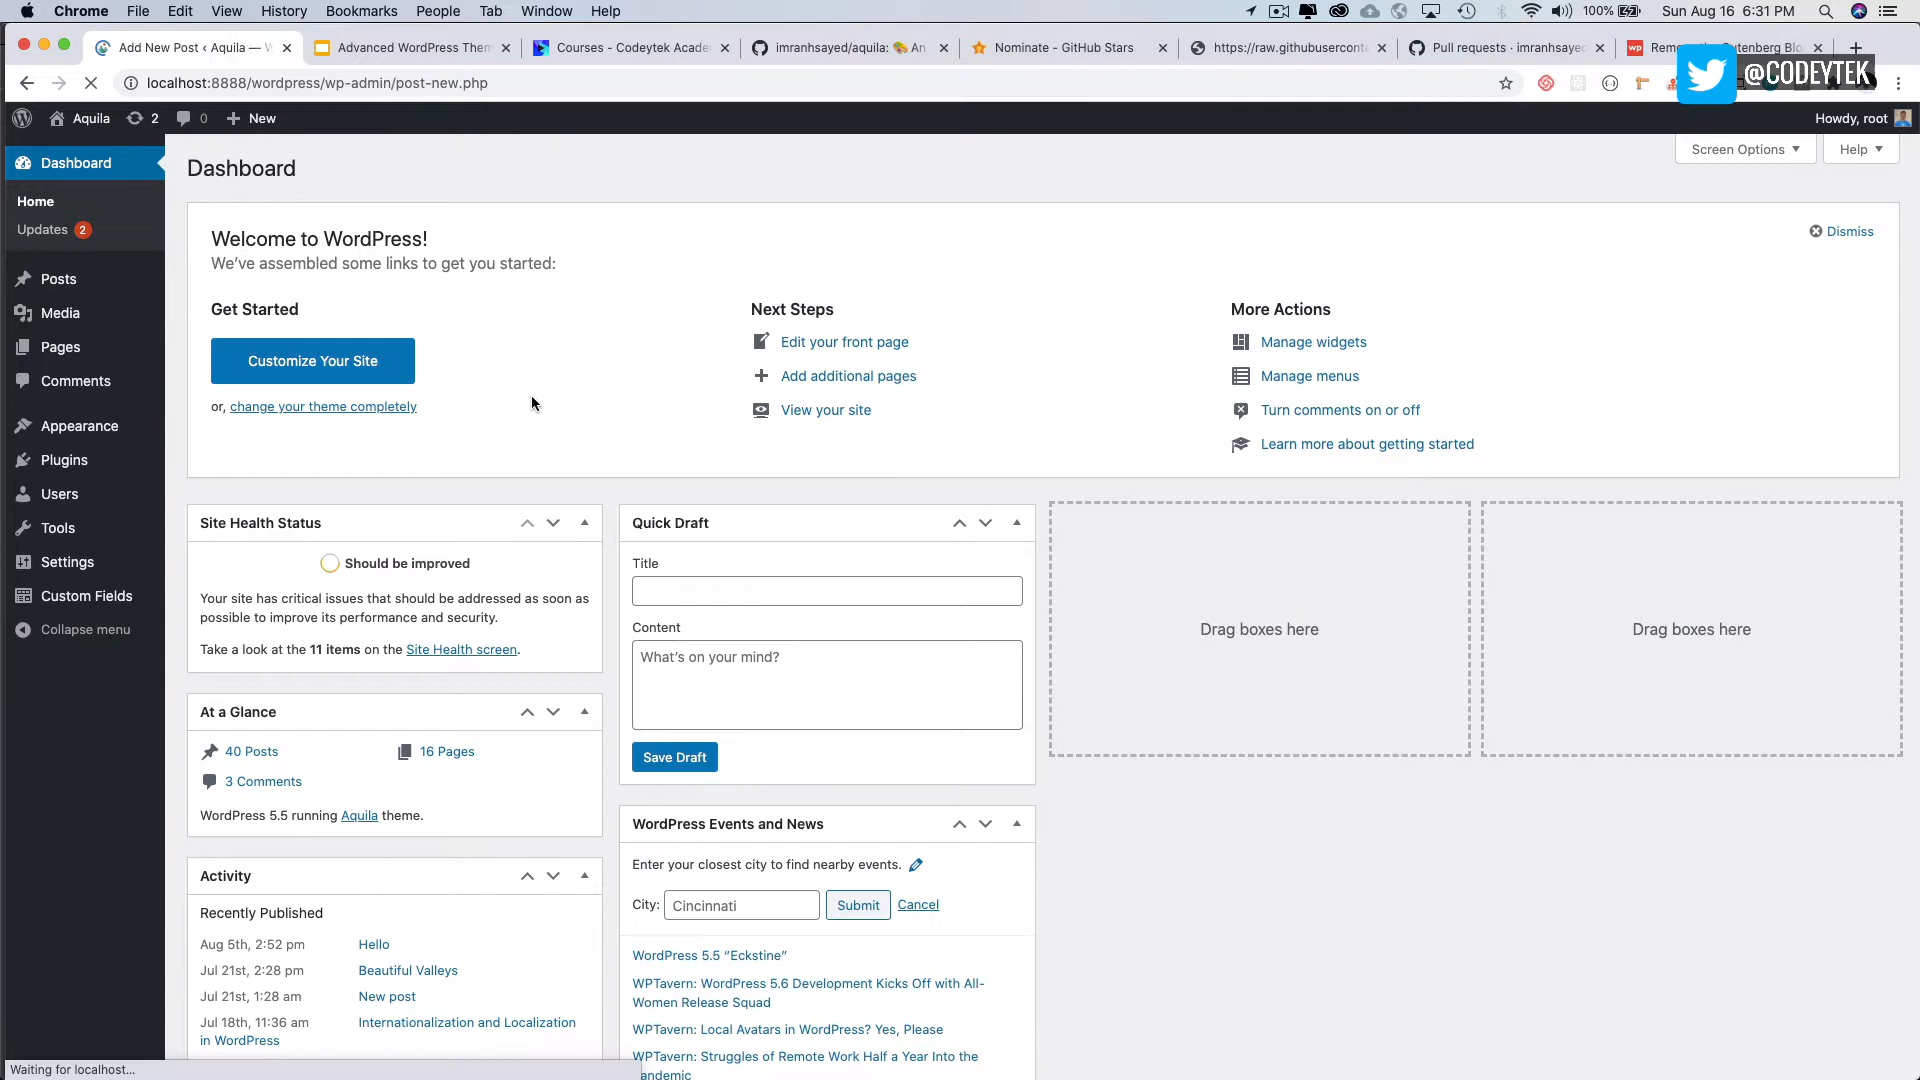 Chrome File Edit View History Bookmarks People Tab Window Help 100% Sun Aug 16 6:31 PM
Add New Post ‹ Aquila — Advanced WordPress Them Courses - Codeytek Acade imranhsayed/aquila: An Nominate - GitHub Stars https://raw.githubuserconte Pull requests · imranhsayed
localhost:8888/wordpress/wp-admin/post-new.php
@CODEYTEK
Aquila 2 0 New Howdy, root
Dashboard
Home
Updates 2
Posts
Media
Pages
Comments
Appearance
Plugins
Users
Tools
Settings
Custom Fields
Collapse menu
Screen Options Help
Dashboard
Welcome to WordPress!
Dismiss
We've assembled some links to get you started:
Get Started
Customize Your Site
or, change your theme completely
Next Steps
Edit your front page
Add additional pages
View your site
More Actions
Manage widgets
Manage menus
Turn comments on or off
Learn more about getting started
Site Health Status
Should be improved
Your site has critical issues that should be addressed as soon as
possible to improve its performance and security.
Take a look at the 11 items on the Site Health screen.
At a Glance
40 Posts 16 Pages
3 Comments
WordPress 5.5 running Aquila theme.
Activity
Recently Published
Aug 5th, 2:52 pm Hello
Jul 21st, 2:28 pm Beautiful Valleys
Jul 21st, 1:28 am New post
Jul 18th, 11:36 am Internationalization and Localization
in WordPress
Quick Draft
Title
Content
What's on your mind?
Save Draft
WordPress Events and News
Enter your closest city to find nearby events.
City: Cincinnati Submit Cancel
WordPress 5.5 “Eckstine”
WPTavern: WordPress 5.6 Development Kicks Off with All-
Women Release Squad
WPTavern: Local Avatars in WordPress? Yes, Please
WPTavern: Struggles of Remote Work Half a Year Into the
andemic
Drag boxes here
Drag boxes here
Waiting for localhost...